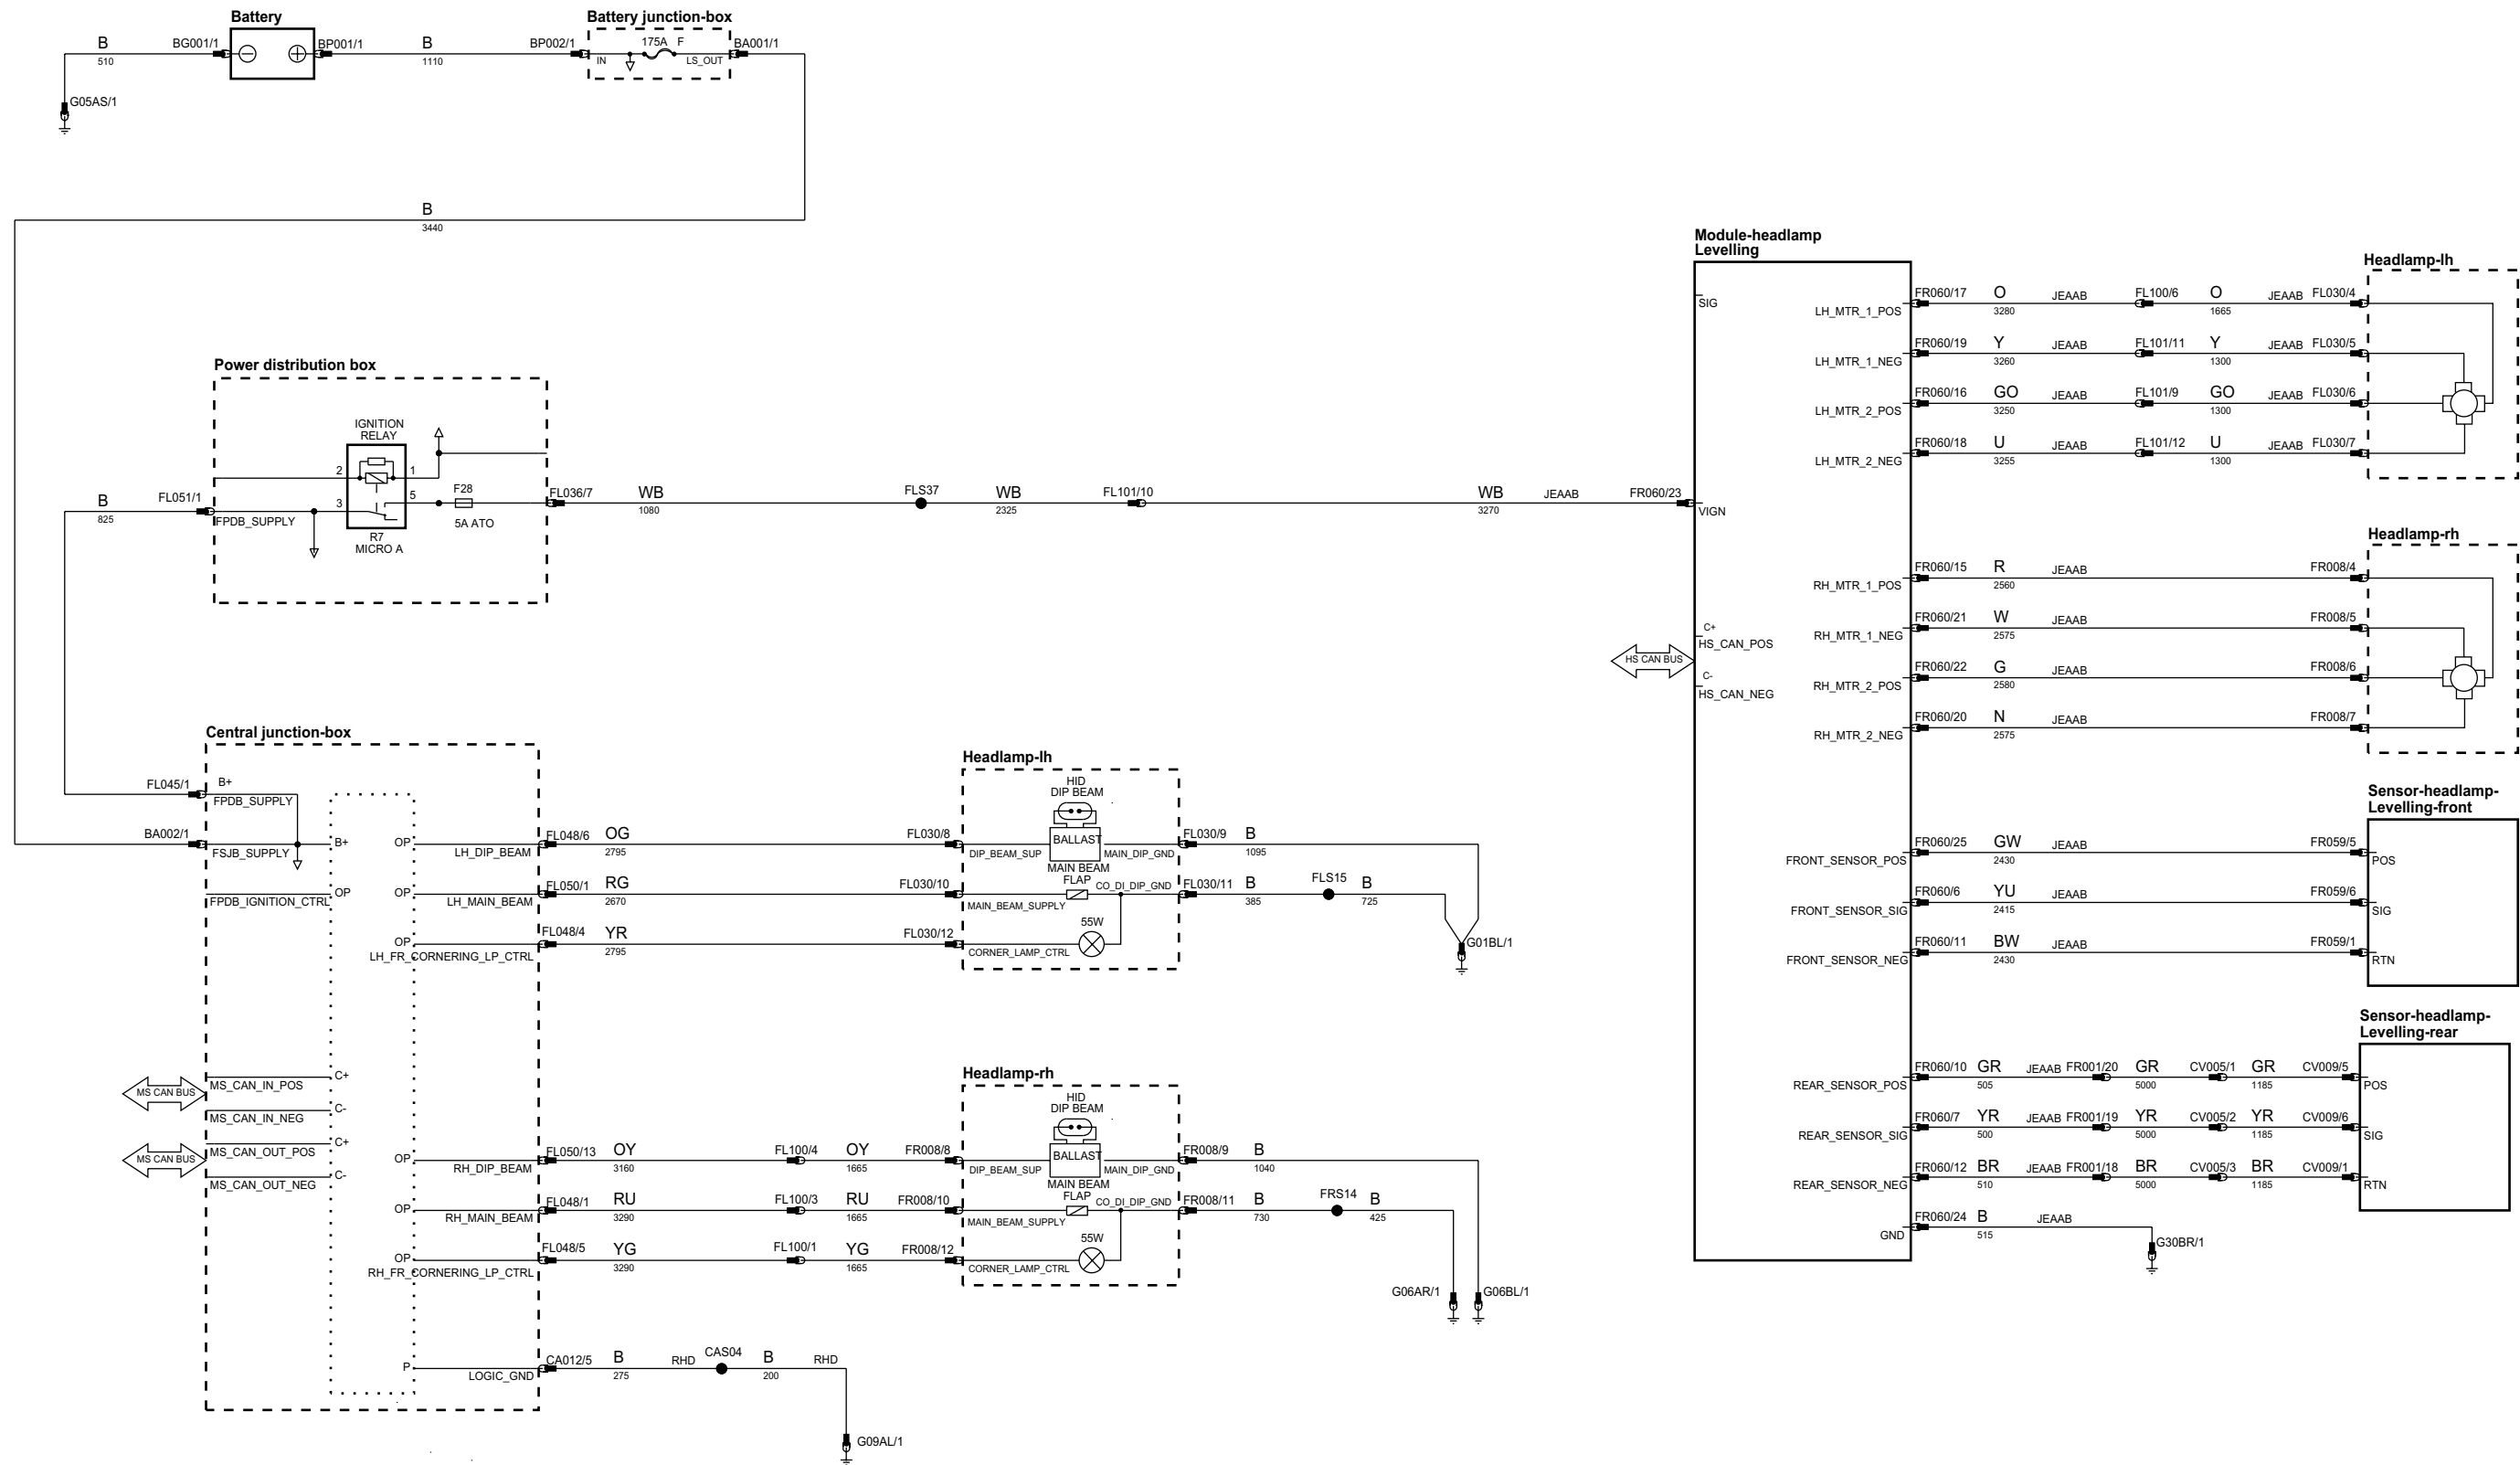 Battery
Battery junction-box
B
510
BG001/1
BP001/1
B
1110
BP002/1
175A F
IN
LS_OUT
BA001/1
G05AS/1
B
3440
Power distribution box
IGNITION
RELAY
2
1
3
5
R7
MICRO A
F28
5A ATO
B
825
FL051/1
FPDB_SUPPLY
FL036/7
WB
1080
FLS37
WB
2325
FL101/10
WB
3270
JEAAB
FR060/23
Central junction-box
FL045/1
B+
FPDB_SUPPLY
BA002/1
FSJB_SUPPLY
B+
FPDB_IGNITION_CTRL
OP
OP
LH_DIP_BEAM
FL048/6
OG
2795
FL030/8
OP
LH_MAIN_BEAM
FL050/1
RG
2670
FL030/10
OP
LH_FR_CORNERING_LP_CTRL
FL048/4
YR
2795
FL030/12
Headlamp-lh
HID
DIP BEAM
BALLAST
DIP_BEAM_SUP
MAIN_DIP_GND
MAIN BEAM
FLAP
CO_DI_DIP_GND
MAIN_BEAM_SUPPLY
55W
CORNER_LAMP_CTRL
FL030/9
B
1095
FL030/11
B
385
FLS15
B
725
G01BL/1
MS CAN BUS
MS_CAN_IN_POS
C+
MS_CAN_IN_NEG
C-
MS CAN BUS
MS_CAN_OUT_POS
C+
MS_CAN_OUT_NEG
C-
OP
RH_DIP_BEAM
FL050/13
OY
3160
FL100/4
OY
1665
FR008/8
OP
RH_MAIN_BEAM
FL048/1
RU
3290
FL100/3
RU
1665
FR008/10
OP
RH_FR_CORNERING_LP_CTRL
FL048/5
YG
3290
FL100/1
YG
1665
FR008/12
Headlamp-rh
HID
DIP BEAM
BALLAST
DIP_BEAM_SUP
MAIN_DIP_GND
MAIN BEAM
FLAP
CO_DI_DIP_GND
MAIN_BEAM_SUPPLY
55W
CORNER_LAMP_CTRL
FR008/9
B
1040
FR008/11
B
730
FRS14
B
425
G06AR/1
G06BL/1
P
LOGIC_GND
CA012/5
B
275
RHD
CAS04
B
200
RHD
G09AL/1
Module-headlamp
Levelling
SIG
VIGN
HS CAN BUS
C+
HS_CAN_POS
C-
HS_CAN_NEG
LH_MTR_1_POS
FR060/17
O
3280
JEAAB
FL100/6
O
1665
JEAAB
FL030/4
LH_MTR_1_NEG
FR060/19
Y
3260
JEAAB
FL101/11
Y
1300
JEAAB
FL030/5
LH_MTR_2_POS
FR060/16
GO
3250
JEAAB
FL101/9
GO
1300
JEAAB
FL030/6
LH_MTR_2_NEG
FR060/18
U
3255
JEAAB
FL101/12
U
1300
JEAAB
FL030/7
Headlamp-lh
Headlamp-rh
RH_MTR_1_POS
FR060/15
R
2560
JEAAB
FR008/4
RH_MTR_1_NEG
FR060/21
W
2575
JEAAB
FR008/5
RH_MTR_2_POS
FR060/22
G
2580
JEAAB
FR008/6
RH_MTR_2_NEG
FR060/20
N
2575
JEAAB
FR008/7
Sensor-headlamp-
Levelling-front
FRONT_SENSOR_POS
FR060/25
GW
2430
JEAAB
FR059/5
POS
FRONT_SENSOR_SIG
FR060/6
YU
2415
JEAAB
FR059/6
SIG
FRONT_SENSOR_NEG
FR060/11
BW
2430
JEAAB
FR059/1
RTN
Sensor-headlamp-
Levelling-rear
REAR_SENSOR_POS
FR060/10
GR
505
JEAAB
FR001/20
GR
5000
CV005/1
GR
1185
CV009/5
POS
REAR_SENSOR_SIG
FR060/7
YR
500
JEAAB
FR001/19
YR
5000
CV005/2
YR
1185
CV009/6
SIG
REAR_SENSOR_NEG
FR060/12
BR
510
JEAAB
FR001/18
BR
5000
CV005/3
BR
1185
CV009/1
RTN
GND
FR060/24
B
515
JEAAB
G30BR/1